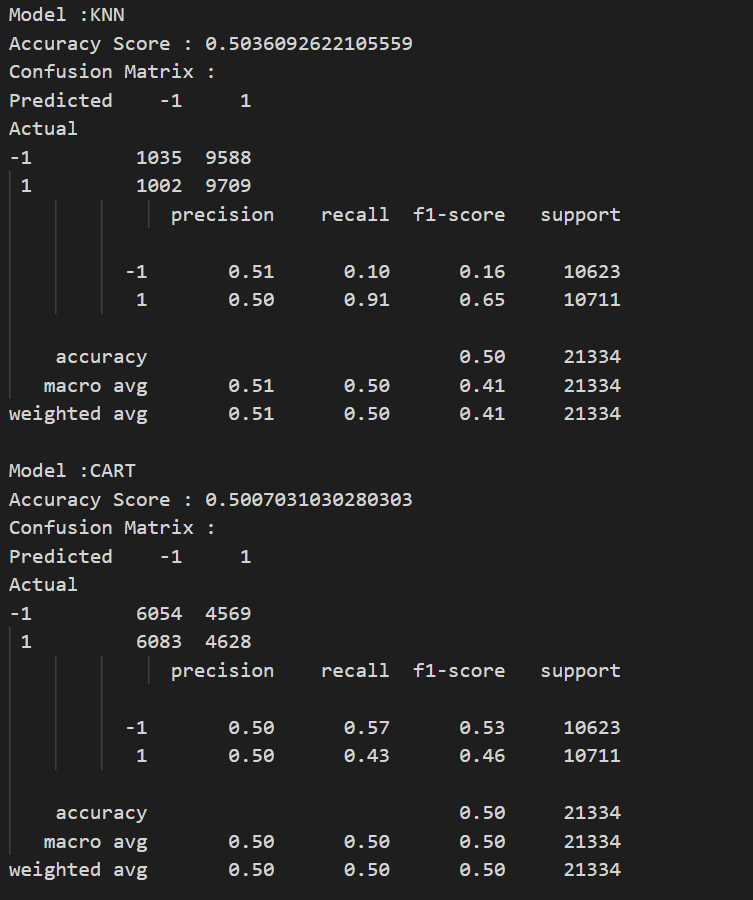 Model :KNN
Accuracy Score : 0.5036092622105559
Confusion Matrix :
Predicted    -1     1
Actual
-1         1035  9588
 1         1002  9709
              precision    recall  f1-score   support

          -1       0.51      0.10      0.16     10623
           1       0.50      0.91      0.65     10711

    accuracy                           0.50     21334
   macro avg       0.51      0.50      0.41     21334
weighted avg       0.51      0.50      0.41     21334

Model :CART
Accuracy Score : 0.5007031030280303
Confusion Matrix :
Predicted    -1     1
Actual
-1         6054  4569
 1         6083  4628
              precision    recall  f1-score   support

          -1       0.50      0.57      0.53     10623
           1       0.50      0.43      0.46     10711

    accuracy                           0.50     21334
   macro avg       0.50      0.50      0.50     21334
weighted avg       0.50      0.50      0.50     21334